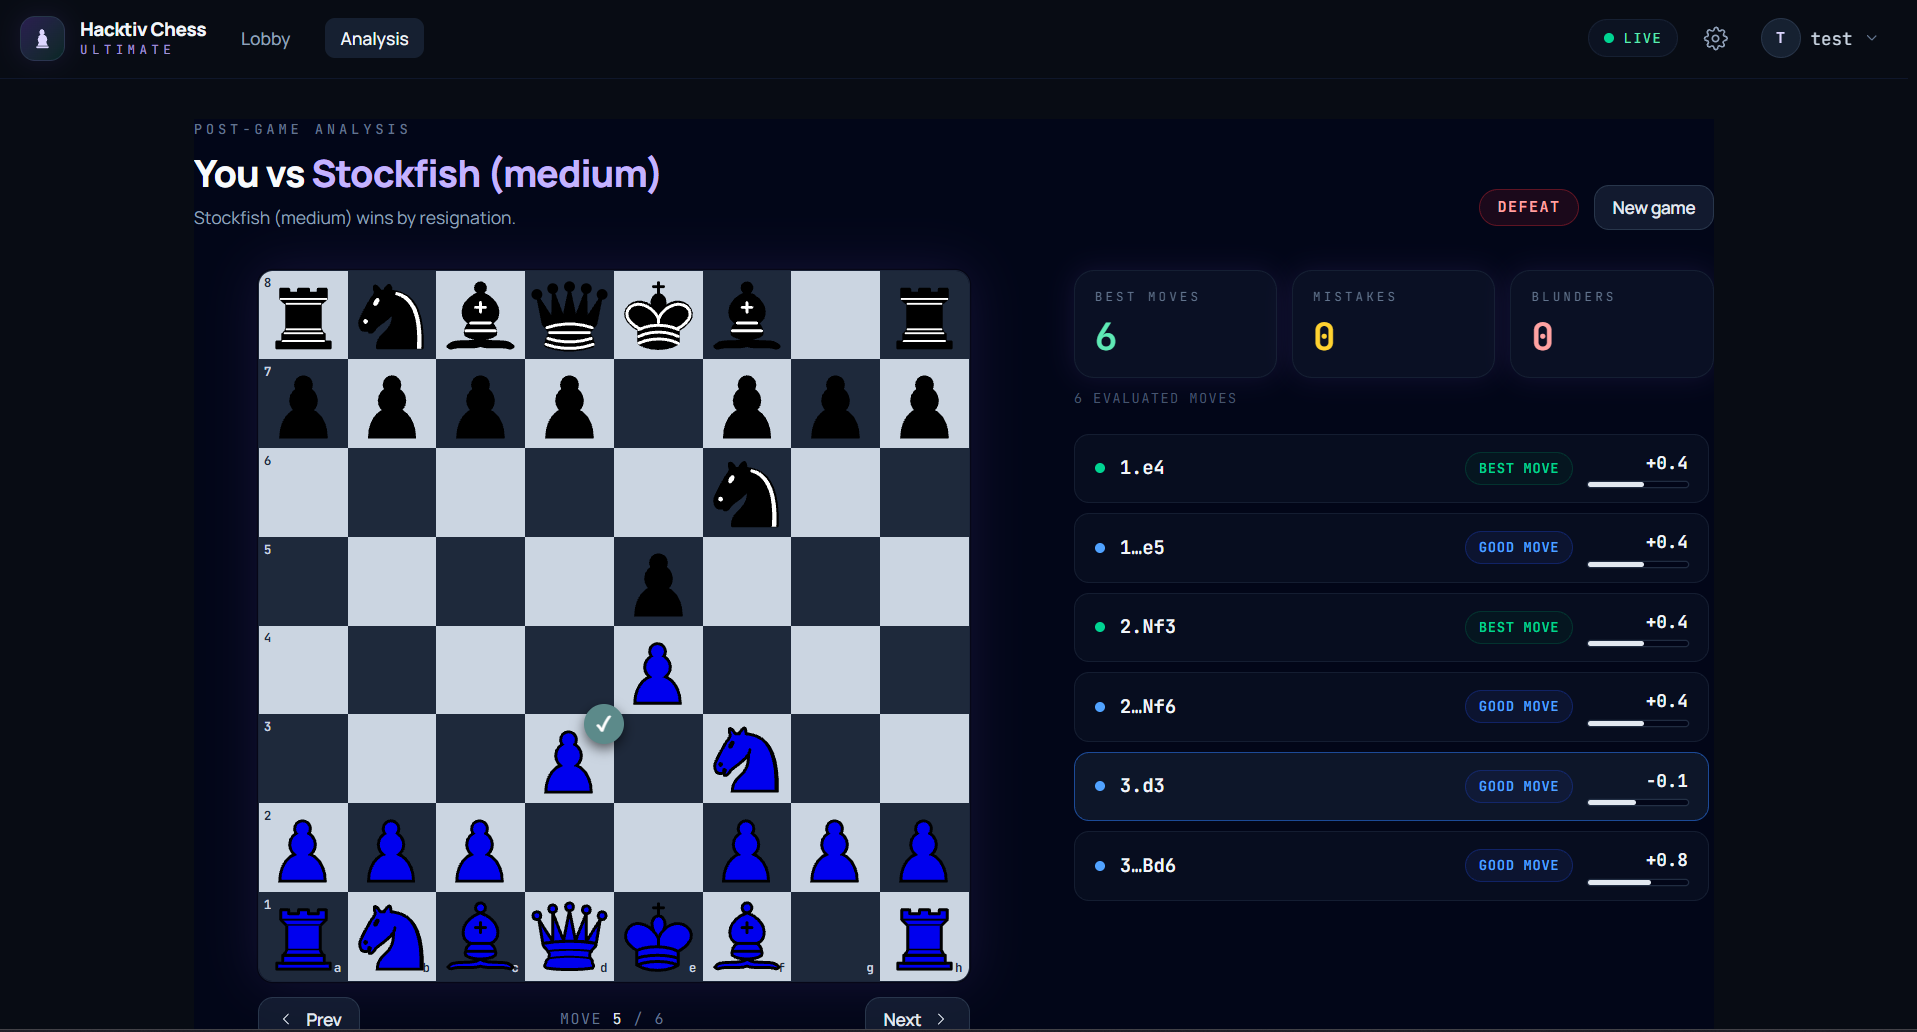 Hacktiv Chess
ULTIMATE
Lobby
Analysis
LIVE
T
test
POST-GAME ANALYSIS
You vs Stockfish (medium)
Stockfish (medium) wins by resignation.
DEFEAT
New game
8
7
6
5
4
3
2
1
a
b
c
d
e
f
g
h
Prev
MOVE 5 / 6
Next
BEST MOVES
6
MISTAKES
0
BLUNDERS
0
6 EVALUATED MOVES
1.e4
BEST MOVE
+0.4
1…e5
GOOD MOVE
+0.4
2.Nf3
BEST MOVE
+0.4
2…Nf6
GOOD MOVE
+0.4
3.d3
GOOD MOVE
-0.1
3…Bd6
GOOD MOVE
+0.8